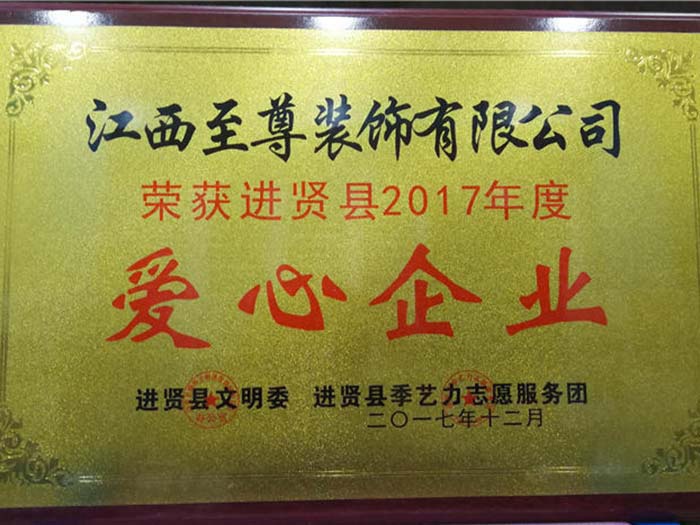 江西至尊装饰有限公司
荣获进贤县2017年度
爱心企业
进贤县文明委 进贤县季艺力志愿服务团
二〇一七年十二月